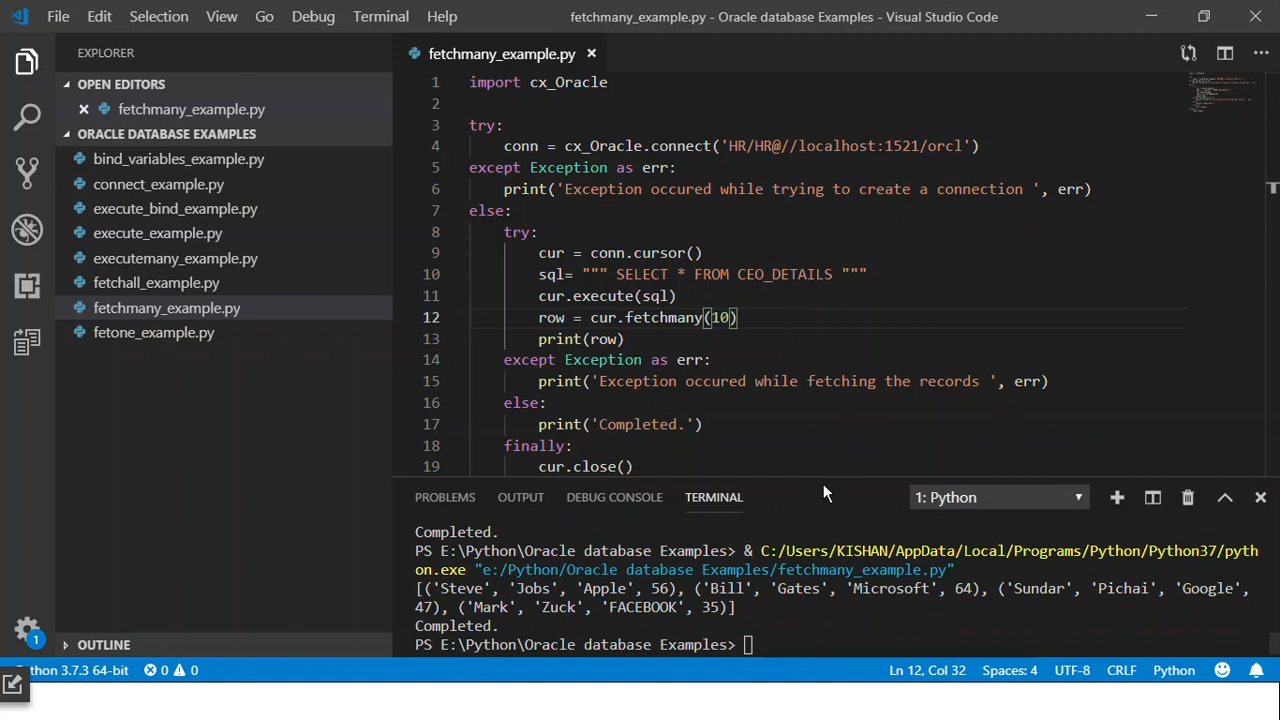 File Edit Selection View Go Debug Terminal Help fetchmany_example.py - Oracle database Examples - Visual Studio Code
EXPLORER
OPEN EDITORS
fetchmany_example.py
ORACLE DATABASE EXAMPLES
bind_variables_example.py
connect_example.py
execute_bind_example.py
execute_example.py
executemany_example.py
fetchall_example.py
fetchmany_example.py
fetone_example.py
OUTLINE
fetchmany_example.py
1 import cx_Oracle
2
3 try:
4 conn = cx_Oracle.connect('HR/HR@//localhost:1521/orcl')
5 except Exception as err:
6 print('Exception occured while trying to create a connection ', err)
7 else:
8 try:
9 cur = conn.cursor()
10 sql= """ SELECT * FROM CEO_DETAILS """
11 cur.execute(sql)
12 row = cur.fetchmany(10)
13 print(row)
14 except Exception as err:
15 print('Exception occured while fetching the records ', err)
16 else:
17 print('Completed.')
18 finally:
19 cur.close()
PROBLEMS OUTPUT DEBUG CONSOLE TERMINAL 1: Python
Completed.
PS E:\Python\Oracle database Examples> & C:/Users/KISHAN/AppData/Local/Programs/Python/Python37/pyth
on.exe "e:/Python/Oracle database Examples/fetchmany_example.py"
[('Steve', 'Jobs', 'Apple', 56), ('Bill', 'Gates', 'Microsoft', 64), ('Sundar', 'Pichai', 'Google',
47), ('Mark', 'Zuck', 'FACEBOOK', 35)]
Completed.
PS E:\Python\Oracle database Examples>
1
ython 3.7.3 64-bit 0 0 Ln 12, Col 32 Spaces: 4 UTF-8 CRLF Python